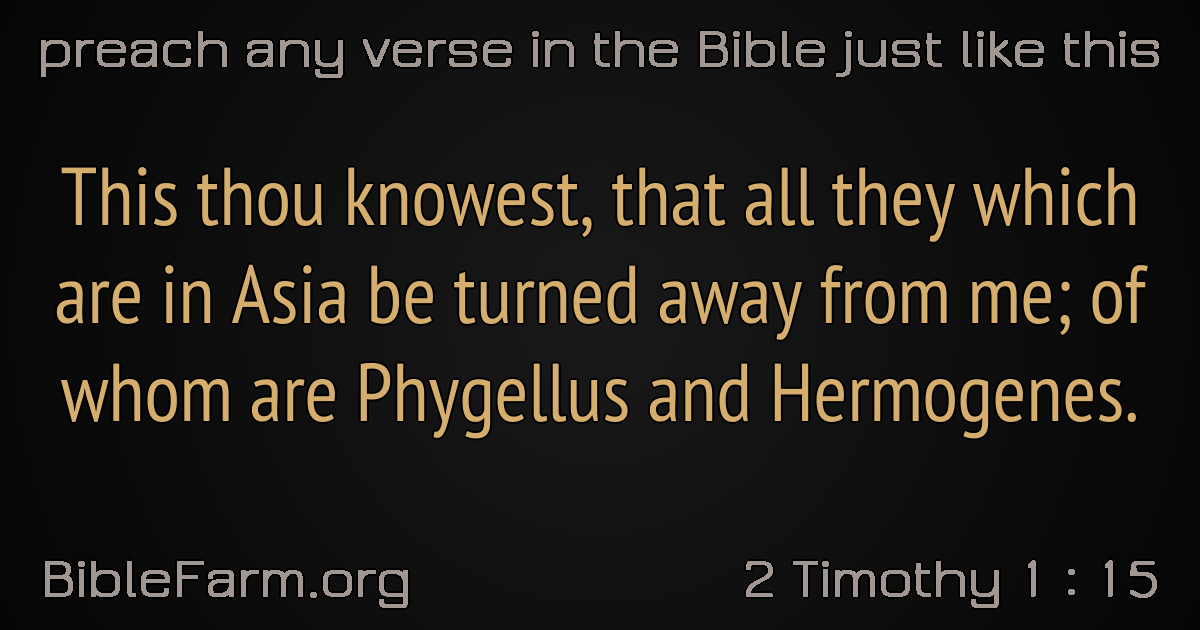 preach any verse in the Bible just like this
This thou knowest, that all they which
are in Asia be turned away from me; of
whom are Phygellus and Hermogenes.
BibleFarm.org
2 Timothy 1 : 15